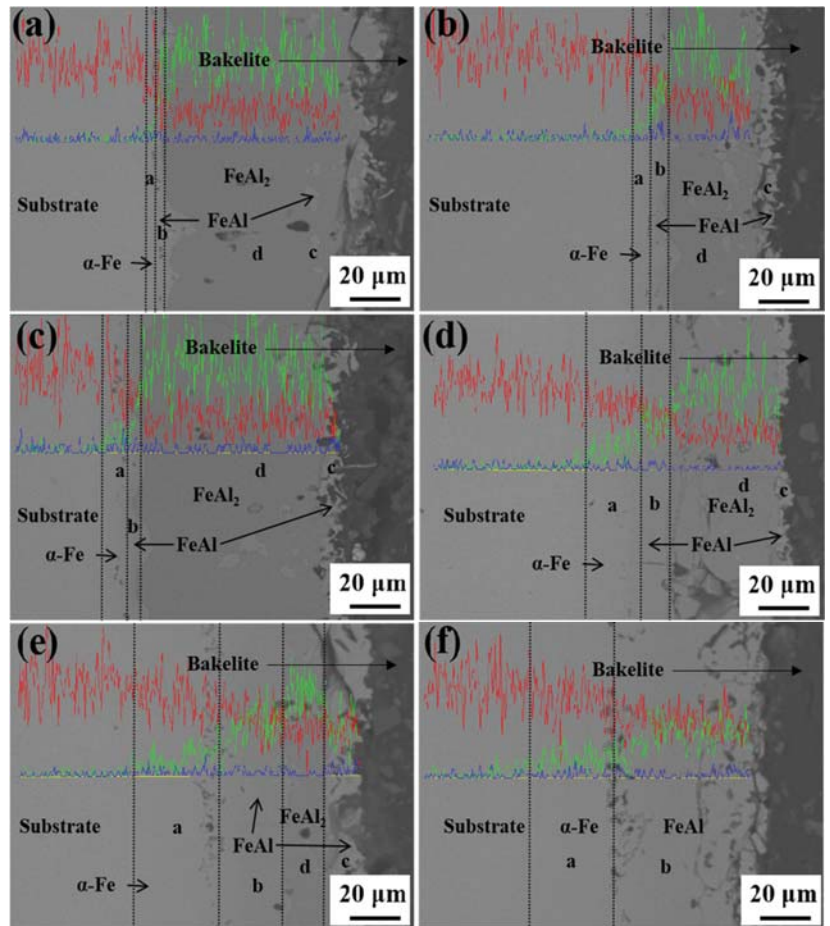 (a)
Bakelite
a
FeAl₂
Substrate
FeAl
b
d
c
α-Fe
20 μm
(b)
Bakelite
a
b
FeAl₂
c
Substrate
FeAl
α-Fe
d
20 μm
(c)
Bakelite
a
d
c
Substrate
FeAl₂
b
α-Fe
FeAl
20 μm
(d)
Bakelite
d
c
a
b
FeAl₂
Substrate
FeAl
α-Fe
20 μm
(e)
Bakelite
Substrate
a
FeAl₂
FeAl
d
c
α-Fe
b
20 μm
(f)
Bakelite
Substrate
α-Fe
FeAl
a
b
20 μm